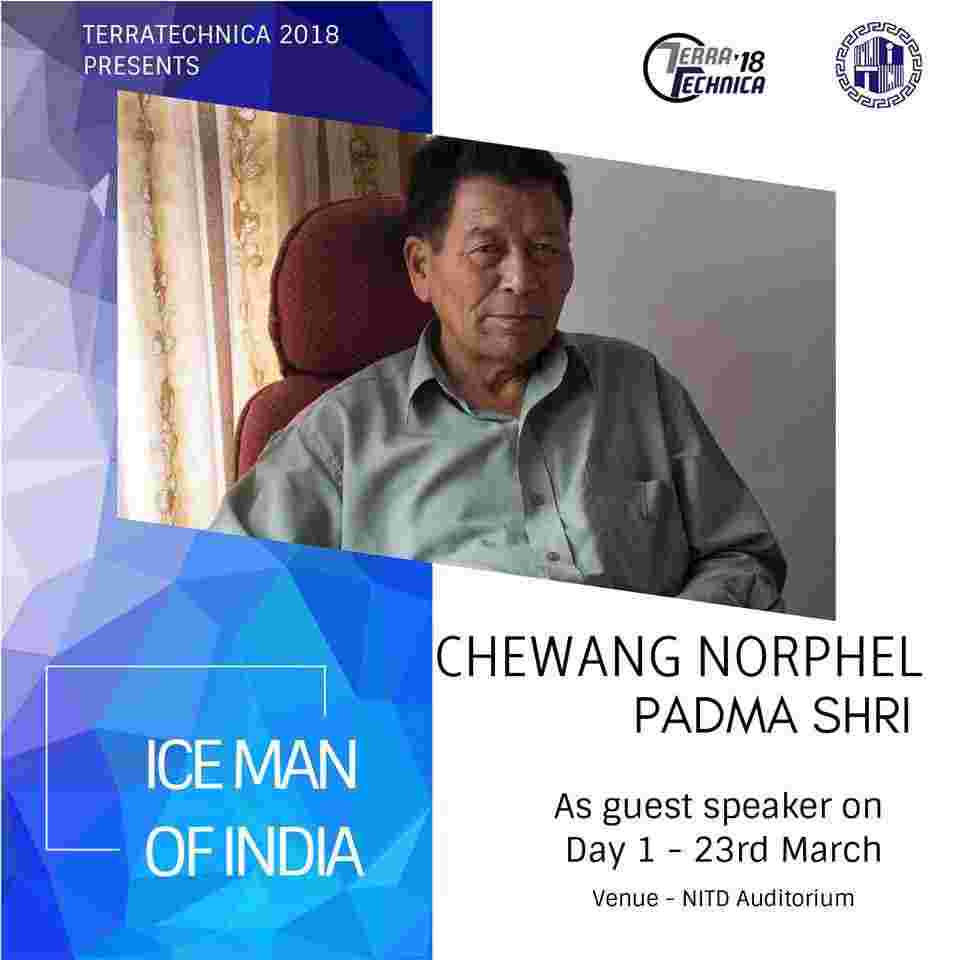 TERRATECHNICA 2018
PRESENTS
TERRA'18
TECHNICA
CHEWANG NORPHEL
PADMA SHRI
ICE MAN
OF INDIA
As guest speaker on
Day 1 - 23rd March
Venue - NITD Auditorium